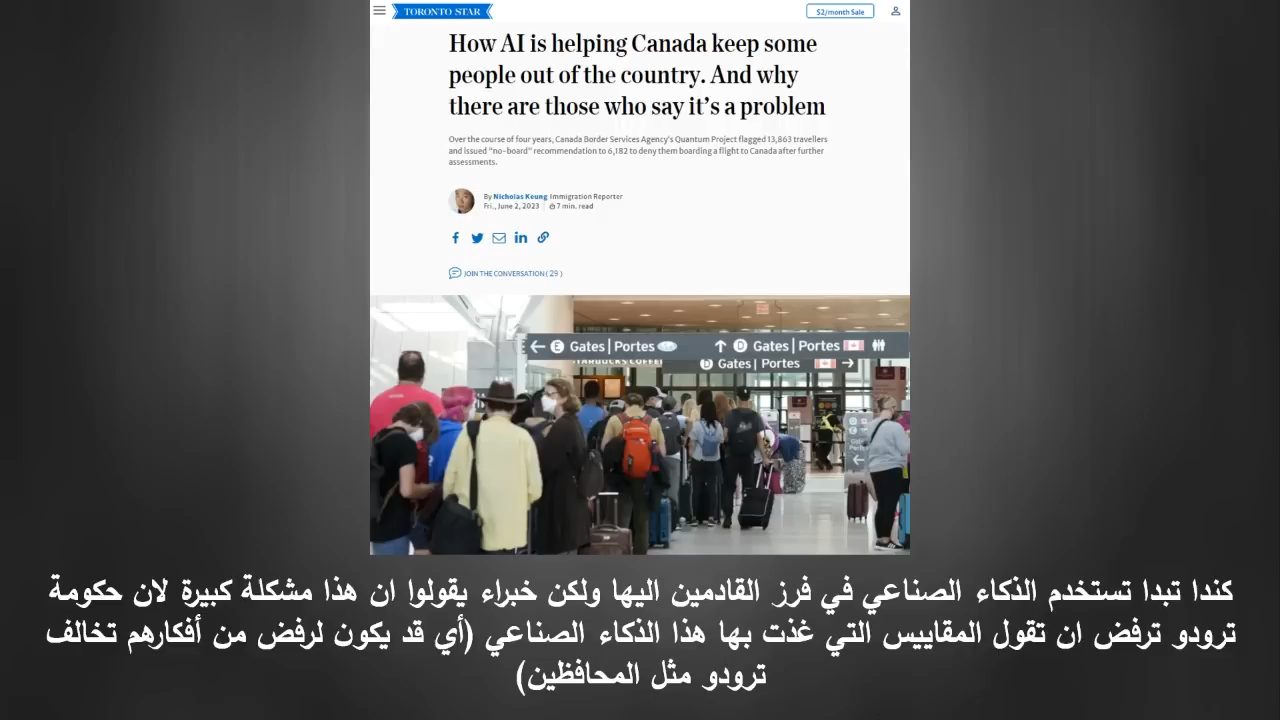 TORONTO STAR
$2/month Sale
How AI is helping Canada keep some
people out of the country. And why
there are those who say it's a problem
Over the course of four years, Canada Border Services Agency's Quantum Project flagged 13,863 travellers
and issued "no-board" recommendation to 6,182 to deny them boarding a flight to Canada after further
assessments.
By Nicholas Keung Immigration Reporter
Fri., June 2, 2023 7 min. read
JOIN THE CONVERSATION ( 29 )
← E Gates | Portes ↑ D Gates | Portes
STARBUCKS COFFEE
D Gates | Portes →
كندا تبدا تستخدم الذكاء الصناعي في فرز القادمين اليها ولكن خبراء يقولوا ان هذا مشكلة كبيرة لان حكومة
ترودو ترفض ان تقول المقاييس التي غذت بها هذا الذكاء الصناعي (أي قد يكون لرفض من أفكارهم تخالف
ترودو مثل المحافظين)